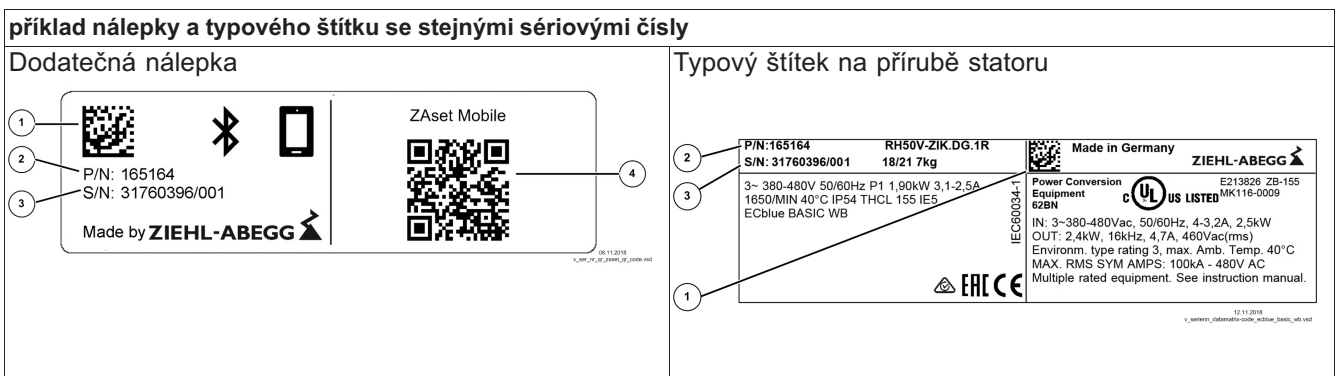 příklad nálepky a typového štítku se stejnými sériovými čísly
Dodatečná nálepka
1
2
3
P/N: 165164
S/N: 31760396/001
Made by ZIEHL-ABEGG
ZAset Mobile
4
08.11.2018
v_ser_nr_qr_zaset_qr_code.vsd
Typový štítek na přírubě statoru
2
3
1
P/N:165164 RH50V-ZIK.DG.1R
S/N: 31760396/001 18/21 7kg
3~ 380-480V 50/60Hz P1 1,90kW 3,1-2,5A
1650/MIN 40°C IP54 THCL 155 IE5
ECblue BASIC WB
IEC60034-1
EAC CE
Made in Germany
ZIEHL-ABEGG
Power Conversion
Equipment
62BN
C UL US LISTED
E213826 ZB-155
MK116-0009
IN: 3~380-480Vac, 50/60Hz, 4-3,2A, 2,5kW
OUT: 2,4kW, 16kHz, 4,7A, 460Vac(rms)
Environm. type rating 3, max. Amb. Temp. 40°C
MAX. RMS SYM AMPS: 100kA - 480V AC
Multiple rated equipment. See instruction manual.
12.11.2018
v_serienn_datamatrix-code_ecblue_basic_wb.vsd